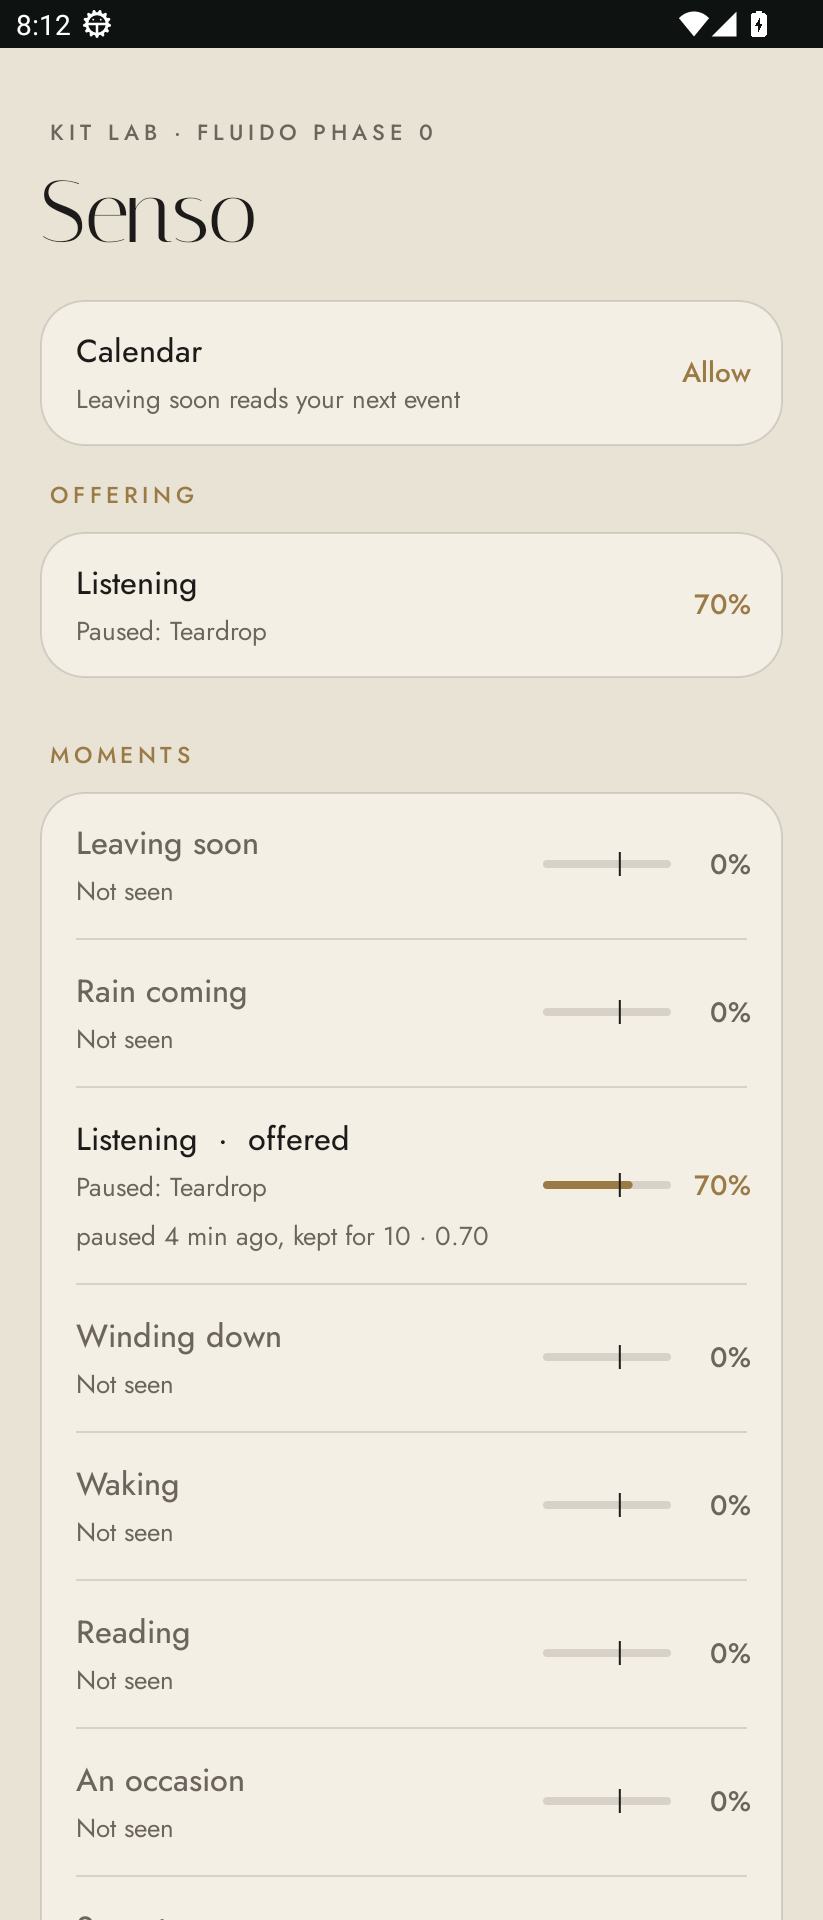 8:12
KIT LAB · FLUIDO PHASE 0
Senso
Calendar
Allow
Leaving soon reads your next event
OFFERING
Listening
70%
Paused: Teardrop
MOMENTS
Leaving soon
0%
Not seen
Rain coming
0%
Not seen
Listening · offered
Paused: Teardrop
70%
paused 4 min ago, kept for 10 · 0.70
Winding down
0%
Not seen
Waking
0%
Not seen
Reading
0%
Not seen
An occasion
0%
Not seen